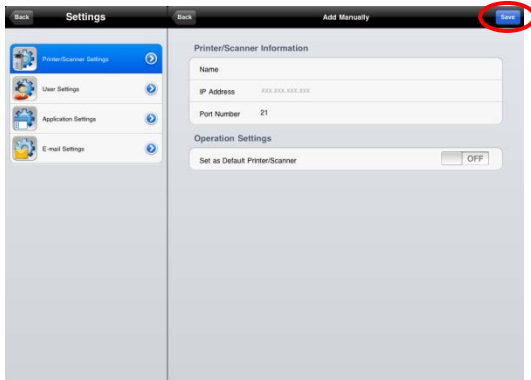 Back
Settings
Back
Add Manually
Save
Printer/Scanner Settings
User Settings
Application Settings
E-mail Settings
Printer/Scanner Information
Name
IP Address xxx.xxx.xxx.xxx
Port Number 21
Operation Settings
Set as Default Printer/Scanner OFF